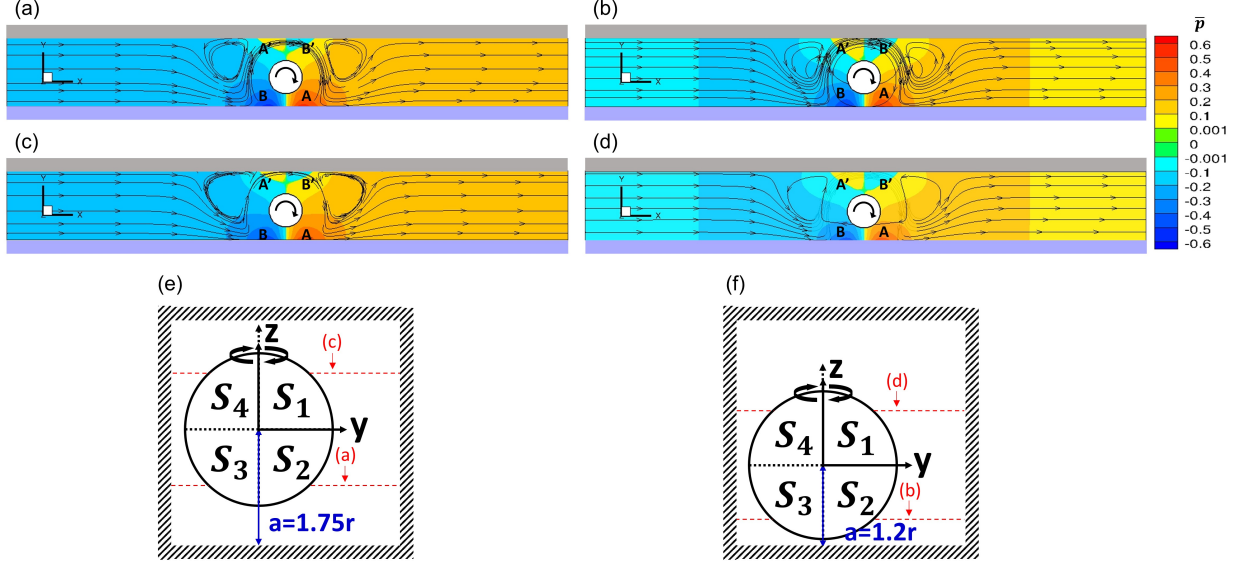 (a)
(b)
p̅
Y
X
A’
B’
B
A
Y
X
A’
B’
B
A
0.6
0.4
0.3
0.2
0.1
0.001
0
-0.001
-0.1
-0.2
-0.3
-0.4
-0.5
-0.6
(c)
(d)
Y
X
A’
B’
B
A
Y
X
A’
B’
B
A
(e)
(f)
z
(c)
S4
S1
y
S3
S2
(a)
a=1.75r
z
(d)
S4
S1
y
S3
S2
(b)
a=1.2r